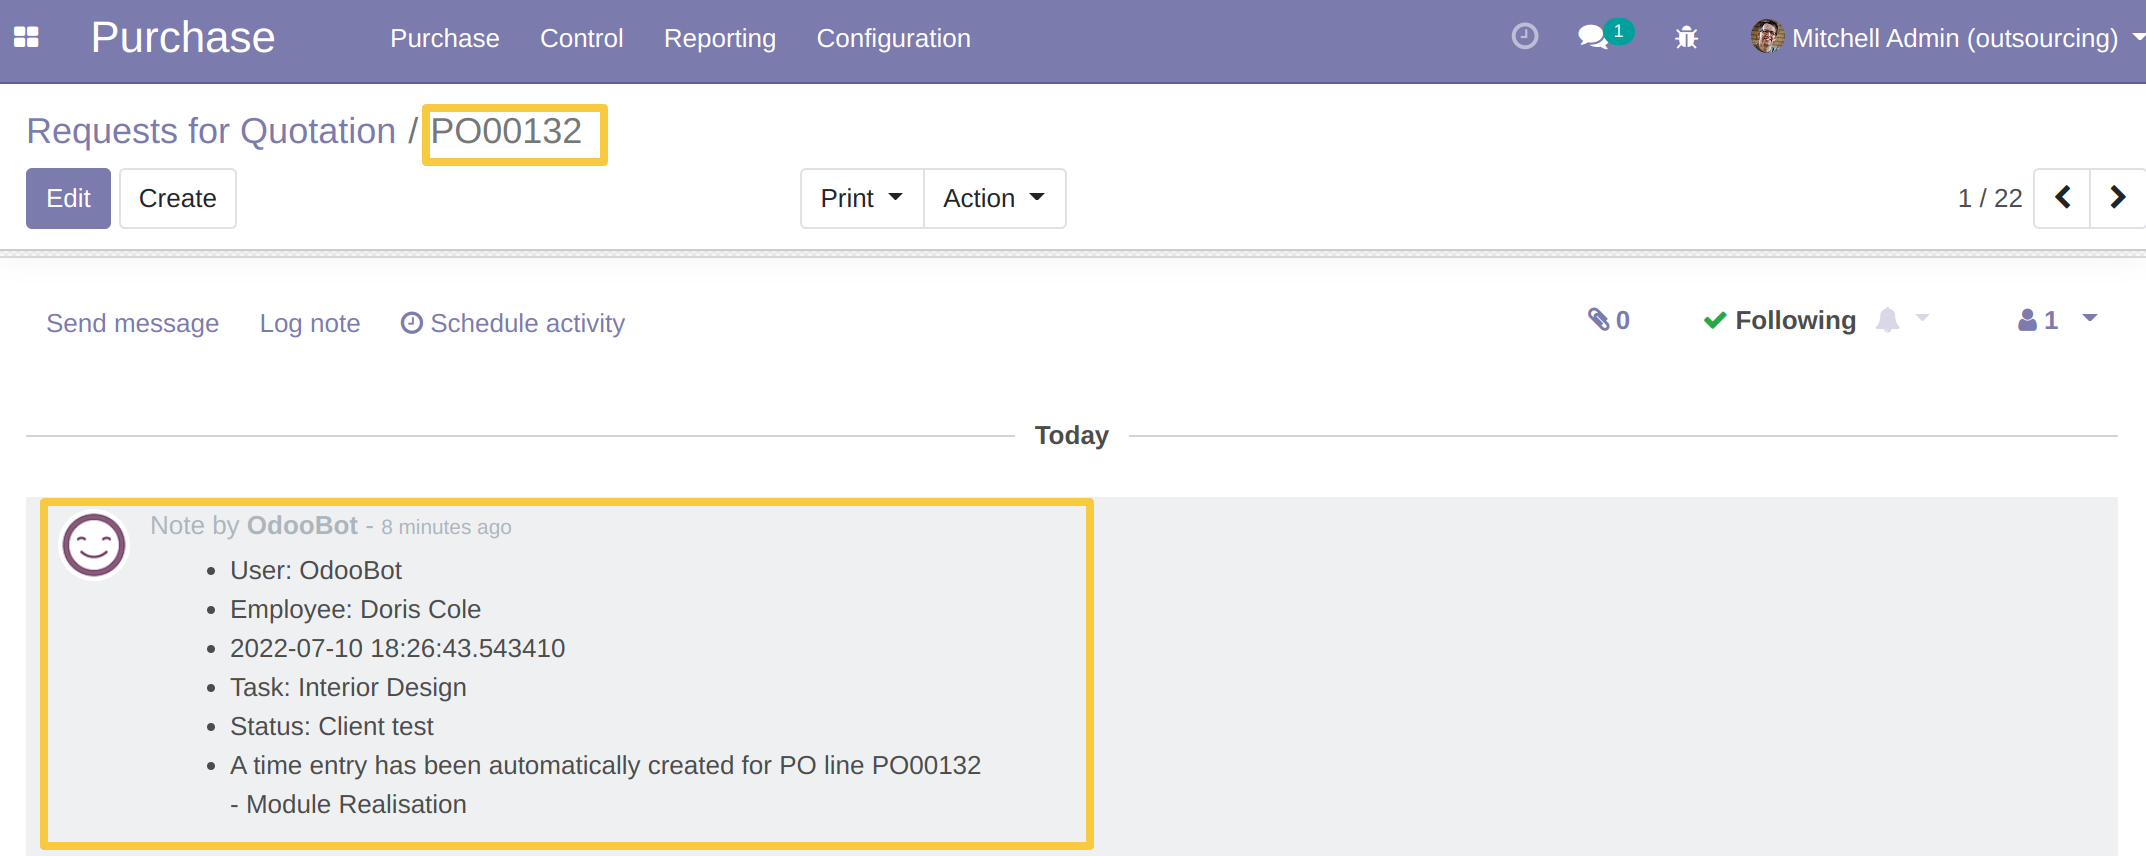 Purchase Purchase Control Reporting Configuration 1 Mitchell Admin (outsourcing)
Requests for Quotation / PO00132
Edit Create Print Action 1 / 22
Send message Log note Schedule activity 0 Following 1
Today
Note by OdooBot - 8 minutes ago
• User: OdooBot
• Employee: Doris Cole
• 2022-07-10 18:26:43.543410
• Task: Interior Design
• Status: Client test
• A time entry has been automatically created for PO line PO00132
- Module Realisation